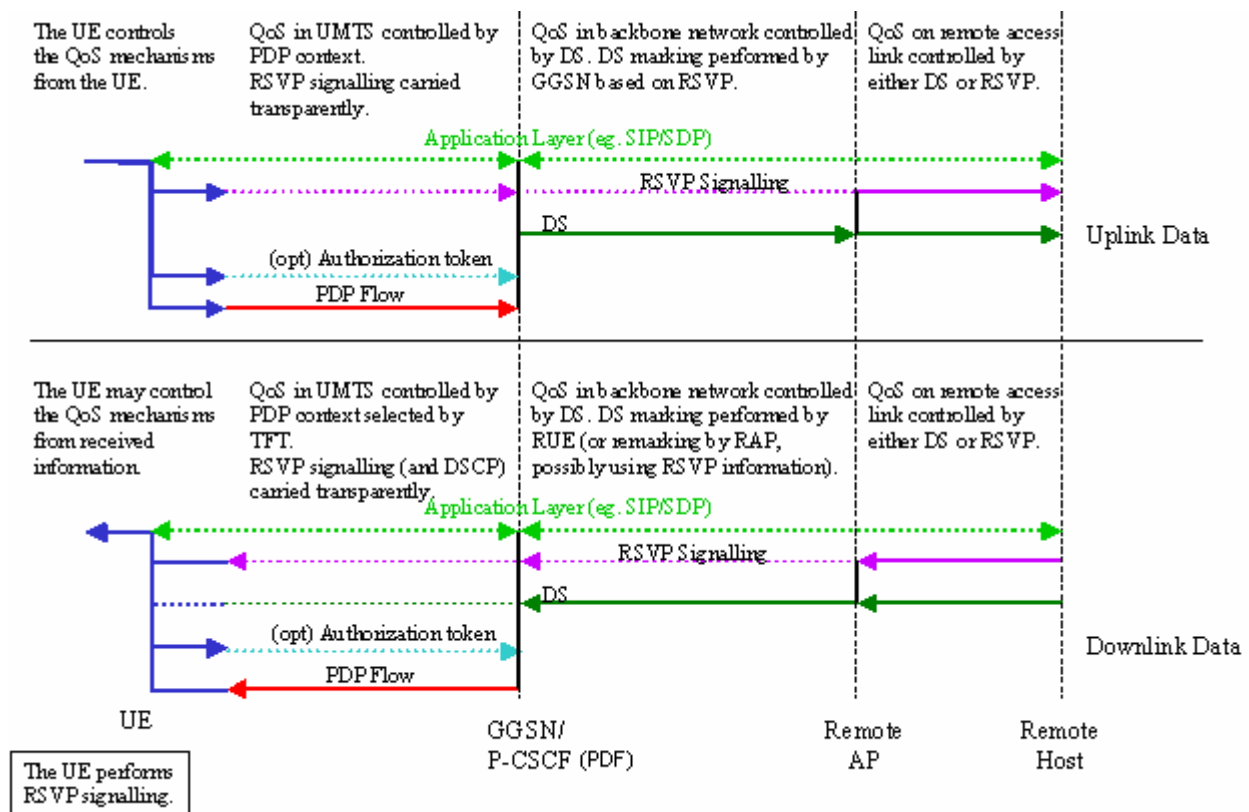 The UE controls
the QoS mechanisms
from the UE.
QoS in UMTS controlled by
PDP context.
RSVP signalling carried
transparently.
QoS in backbone network controlled
by DS. DS marking performed by
GGSN based on RSVP.
QoS on remote access
link controlled by
either DS or RSVP.
Application Layer (eg. SIP/SDP)
RSVP Signalling
DS
Uplink Data
(opt) Authorization token
PDP Flow
The UE may control
the QoS mechanisms
from received
information.
QoS in UMTS controlled by
PDP context selected by
TFT.
RSVP signalling (and DSCP)
carried transparently.
QoS in backbone network controlled
by DS. DS marking performed by
RUE (or remarking by RAP,
possibly using RSVP information).
QoS on remote access
link controlled by
either DS or RSVP.
Application Layer (eg. SIP/SDP)
RSVP Signalling
DS
(opt) Authorization token
Downlink Data
PDP Flow
UE
GGSN/
P-CSCF (PDF)
Remote
AP
Remote
Host
The UE performs
RSVP signalling.